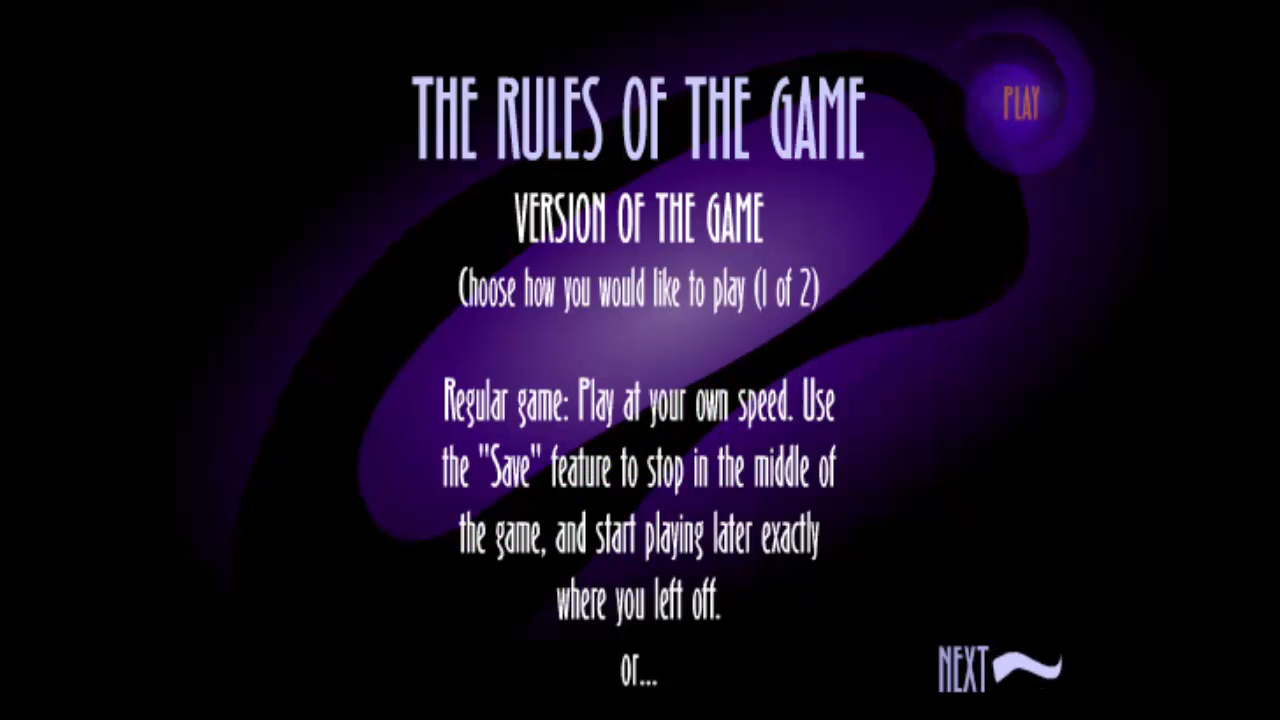 PLAY
THE RULES OF THE GAME
VERSION OF THE GAME
Choose how you would like to play (1 of 2)
Regular game: Play at your own speed. Use
the "Save" feature to stop in the middle of
the game, and start playing later exactly
where you left off.
or...
NEXT